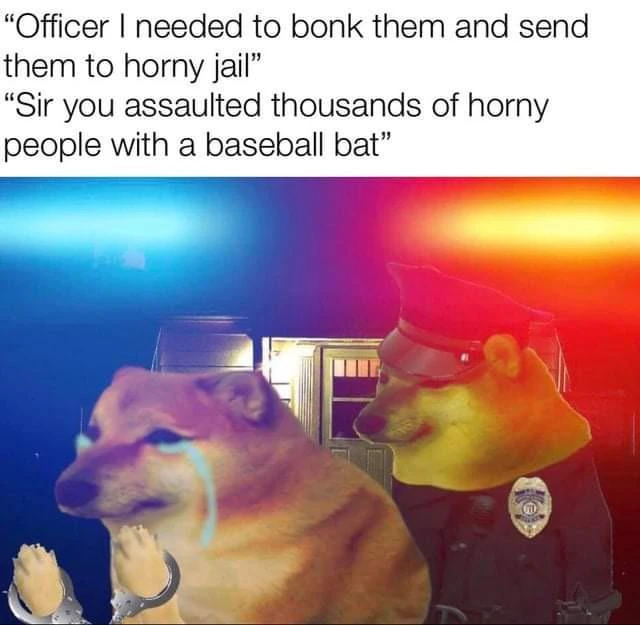 “Officer I needed to bonk them and send
them to horny jail”
“Sir you assaulted thousands of horny
people with a baseball bat”